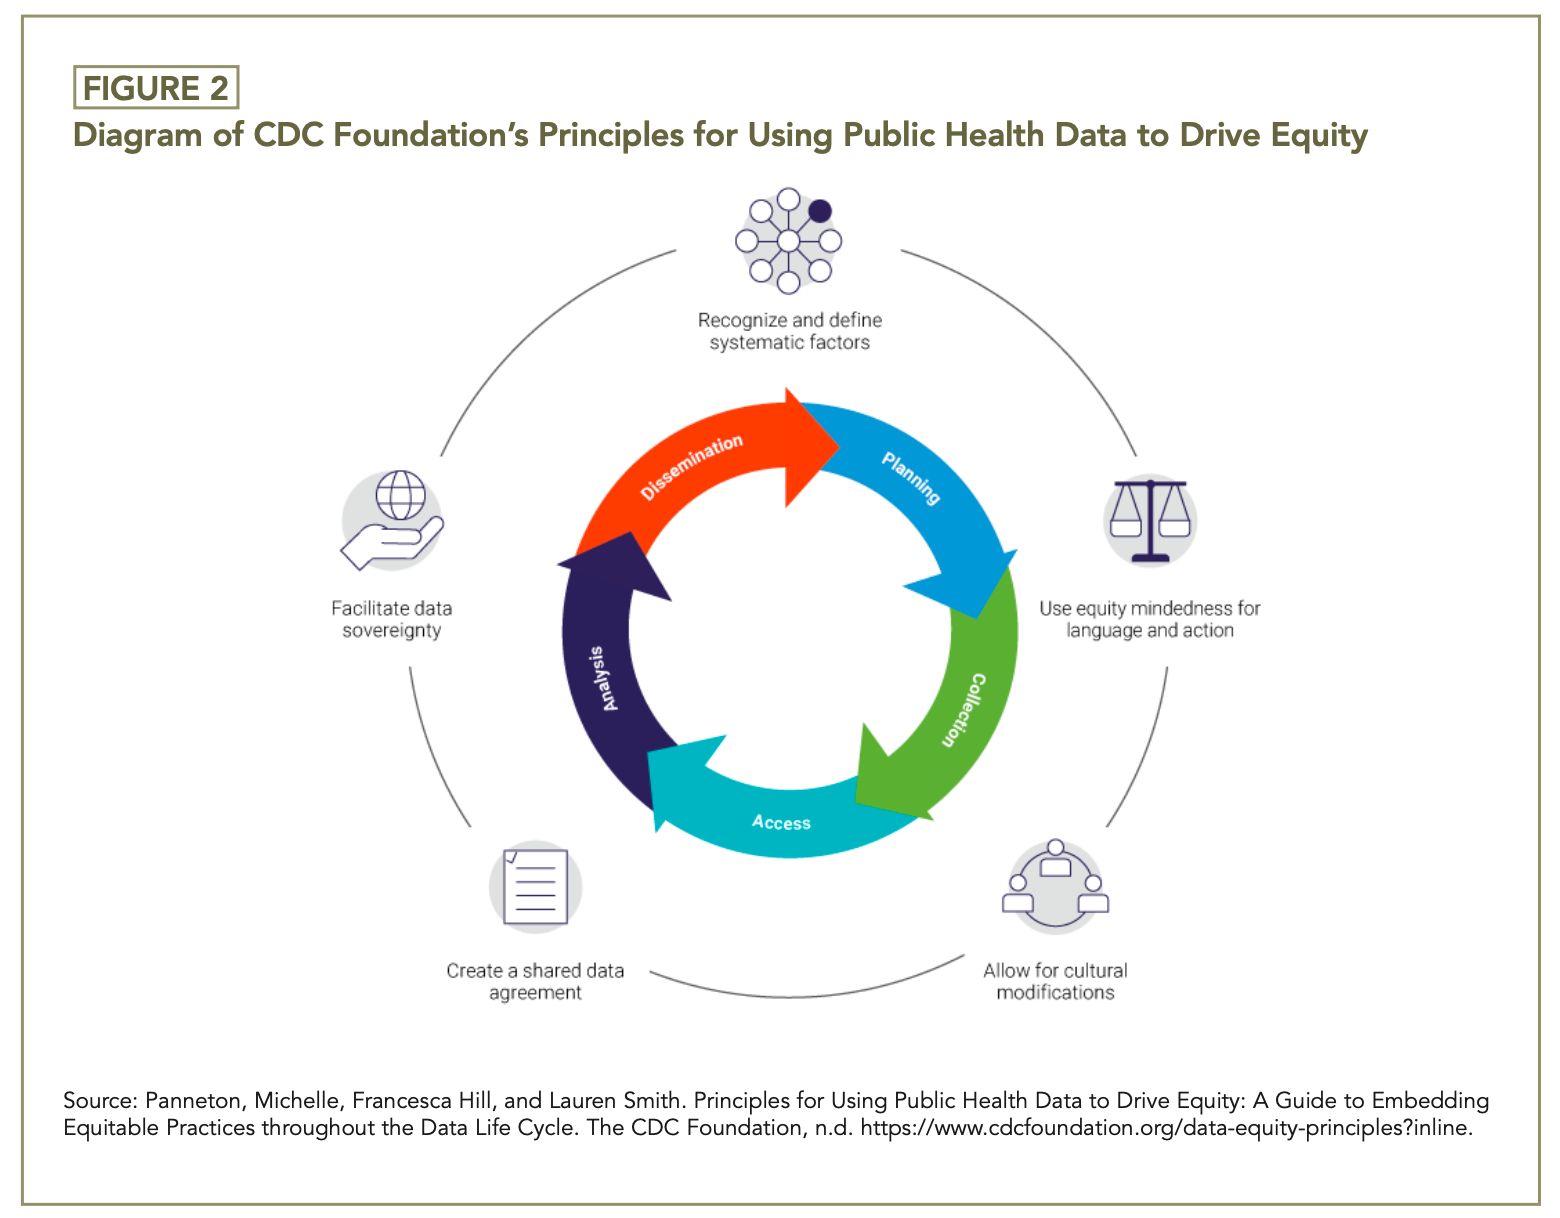 FIGURE 2
Diagram of CDC Foundation’s Principles for Using Public Health Data to Drive Equity
Recognize and define
systematic factors
Dissemination
Planning
Facilitate data
sovereignty
Use equity mindedness for
language and action
Analysis
Collection
Access
Create a shared data
agreement
Allow for cultural
modifications
Source: Panneton, Michelle, Francesca Hill, and Lauren Smith. Principles for Using Public Health Data to Drive Equity: A Guide to Embedding
Equitable Practices throughout the Data Life Cycle. The CDC Foundation, n.d. https://www.cdcfoundation.org/data-equity-principles?inline.